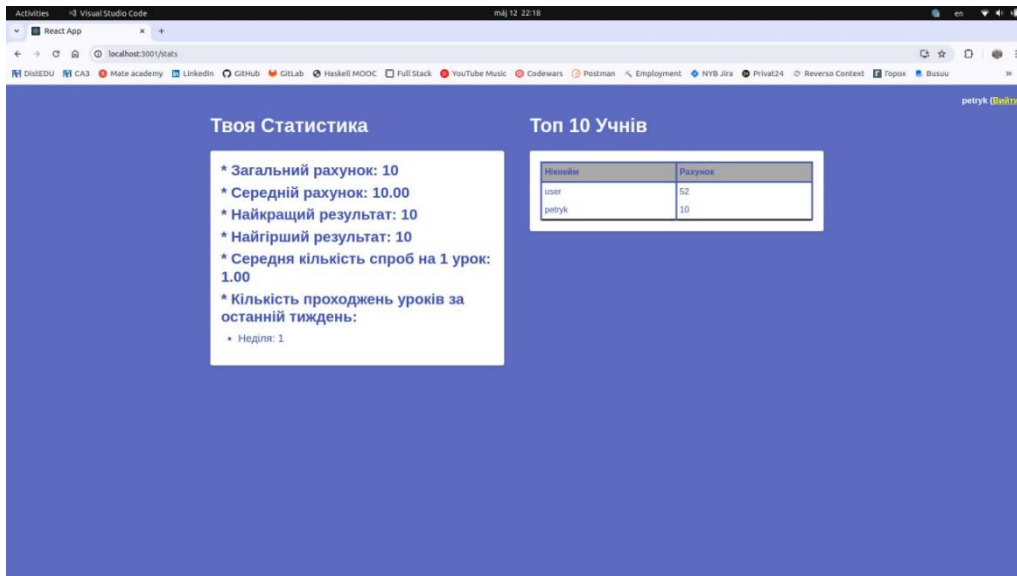 Activities Visual Studio Code máj 12 22:18 en
React App
localhost:3001/stats
DistEDU CA3 Mate academy LinkedIn GitHub GitLab Haskell MOOC Full Stack YouTube Music Codewars Postman Employment NYB Jira Privat24 Reverso Context Горох Busuu
petryk (Вийти
Твоя Статистика
* Загальний рахунок: 10
* Середній рахунок: 10.00
* Найкращий результат: 10
* Найгірший результат: 10
* Середня кількість спроб на 1 урок:
1.00
* Кількість проходжень уроків за
останній тиждень:
• Неділя: 1
Топ 10 Учнів
Нікнейм Рахунок
user 52
petryk 10